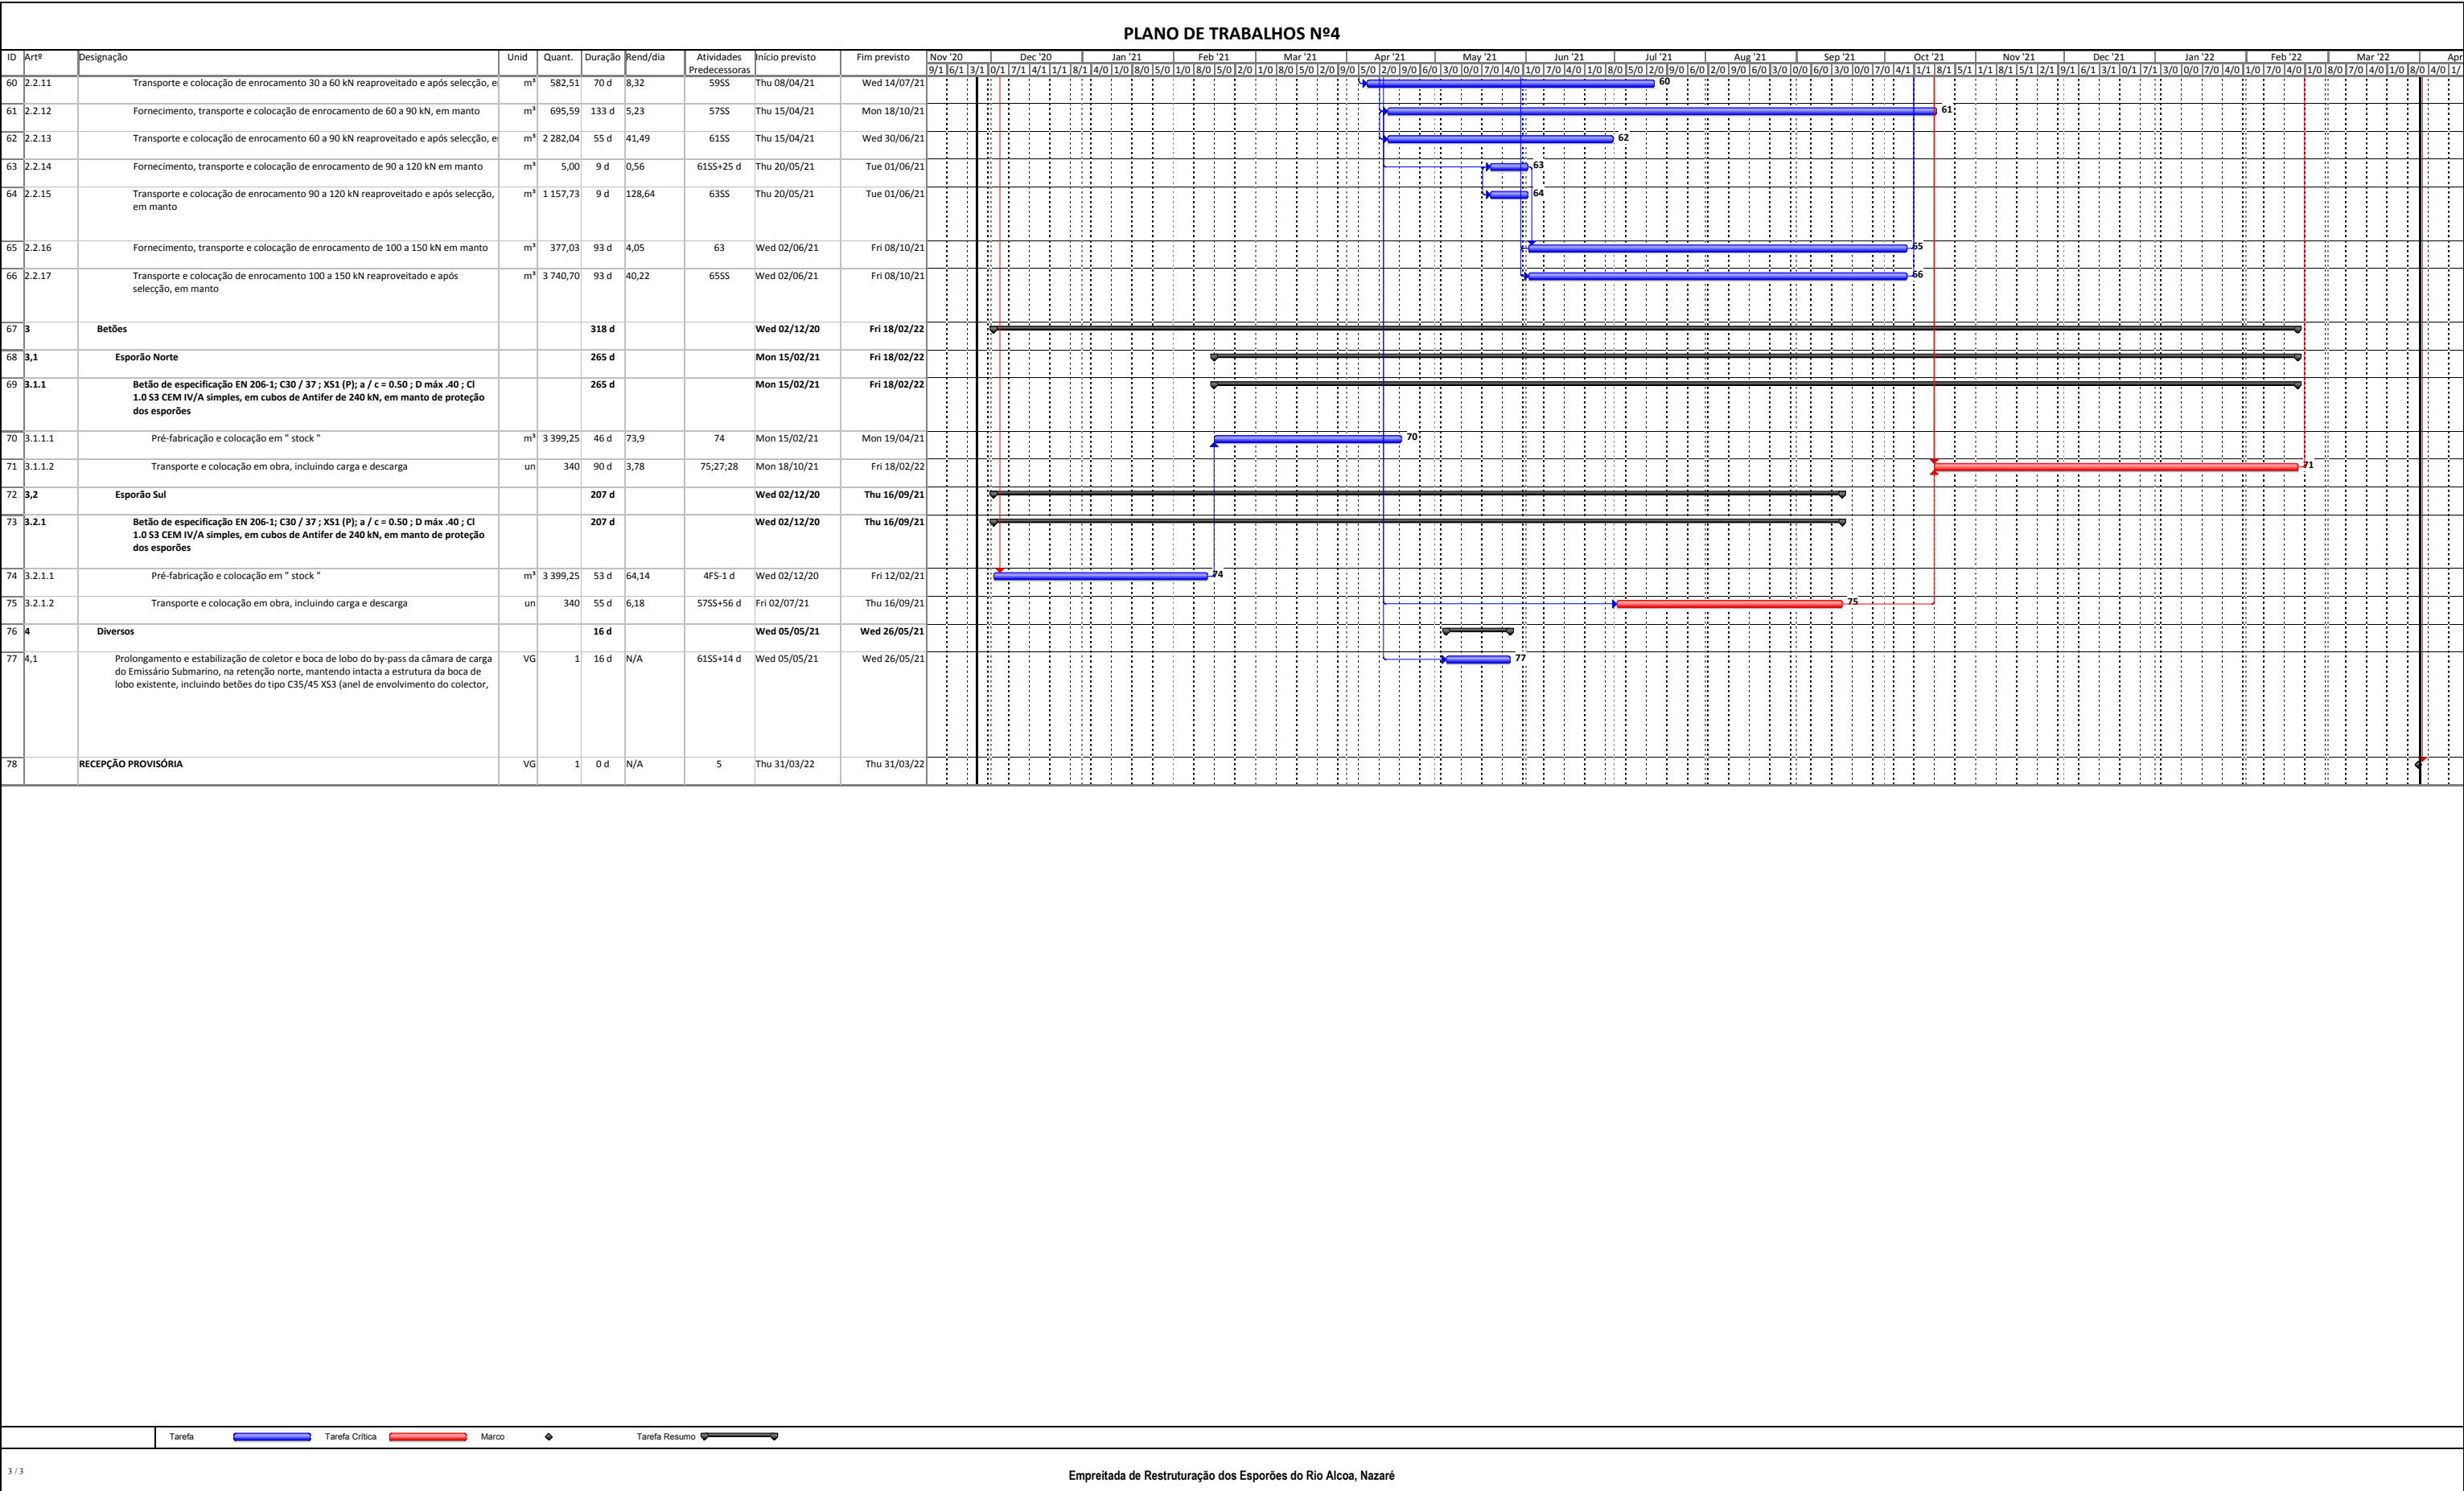 PLANO DE TRABALHOS Nº4
ID Artº Designação Unid Quant. Duração Rend/dia Atividades Predecessoras Início previsto Fim previsto
Nov '20 Dec '20 Jan '21 Feb '21 Mar '21 Apr '21 May '21 Jun '21 Jul '21 Aug '21 Sep '21 Oct '21 Nov '21 Dec '21 Jan '22 Feb '22 Mar '22 Apr
60 2.2.11 Transporte e colocação de enrocamento 30 a 60 kN reaproveitado e após selecção, e m³ 582,51 70 d 8,32 59SS Thu 08/04/21 Wed 14/07/21 60
61 2.2.12 Fornecimento, transporte e colocação de enrocamento de 60 a 90 kN, em manto m³ 695,59 133 d 5,23 57SS Thu 15/04/21 Mon 18/10/21 61
62 2.2.13 Transporte e colocação de enrocamento 60 a 90 kN reaproveitado e após selecção, e m³ 2 282,04 55 d 41,49 61SS Thu 15/04/21 Wed 30/06/21 62
63 2.2.14 Fornecimento, transporte e colocação de enrocamento de 90 a 120 kN em manto m³ 5,00 9 d 0,56 61SS+25 d Thu 20/05/21 Tue 01/06/21 63
64 2.2.15 Transporte e colocação de enrocamento 90 a 120 kN reaproveitado e após selecção, m³ 1 157,73 9 d 128,64 63SS Thu 20/05/21 Tue 01/06/21 64
em manto
65 2.2.16 Fornecimento, transporte e colocação de enrocamento de 100 a 150 kN em manto m³ 377,03 93 d 4,05 63 Wed 02/06/21 Fri 08/10/21 65
66 2.2.17 Transporte e colocação de enrocamento 100 a 150 kN reaproveitado e após m³ 3 740,70 93 d 40,22 65SS Wed 02/06/21 Fri 08/10/21 66
selecção, em manto
67 3 Betões 318 d Wed 02/12/20 Fri 18/02/22
68 3,1 Esporão Norte 265 d Mon 15/02/21 Fri 18/02/22
69 3.1.1 Betão de especificação EN 206-1; C30 / 37 ; XS1 (P); a / c = 0.50 ; D máx .40 ; Cl 265 d Mon 15/02/21 Fri 18/02/22
1.0 S3 CEM IV/A simples, em cubos de Antifer de 240 kN, em manto de proteção
dos esporões
70 3.1.1.1 Pré-fabricação e colocação em " stock " m³ 3 399,25 46 d 73,9 74 Mon 15/02/21 Mon 19/04/21 70
71 3.1.1.2 Transporte e colocação em obra, incluindo carga e descarga un 340 90 d 3,78 75;27;28 Mon 18/10/21 Fri 18/02/22 71
72 3,2 Esporão Sul 207 d Wed 02/12/20 Thu 16/09/21
73 3.2.1 Betão de especificação EN 206-1; C30 / 37 ; XS1 (P); a / c = 0.50 ; D máx .40 ; Cl 207 d Wed 02/12/20 Thu 16/09/21
1.0 S3 CEM IV/A simples, em cubos de Antifer de 240 kN, em manto de proteção
dos esporões
74 3.2.1.1 Pré-fabricação e colocação em " stock " m³ 3 399,25 53 d 64,14 4FS-1 d Wed 02/12/20 Fri 12/02/21 74
75 3.2.1.2 Transporte e colocação em obra, incluindo carga e descarga un 340 55 d 6,18 57SS+56 d Fri 02/07/21 Thu 16/09/21 75
76 4 Diversos 16 d Wed 05/05/21 Wed 26/05/21
77 4,1 Prolongamento e estabilização de coletor e boca de lobo do by-pass da câmara de carga VG 1 16 d N/A 61SS+14 d Wed 05/05/21 Wed 26/05/21 77
do Emissário Submarino, na retenção norte, mantendo intacta a estrutura da boca de
lobo existente, incluindo betões do tipo C35/45 XS3 (anel de envolvimento do colector,
78 RECEPÇÃO PROVISÓRIA VG 1 0 d N/A 5 Thu 31/03/22 Thu 31/03/22
Tarefa Tarefa Crítica Marco Tarefa Resumo
3 / 3
Empreitada de Restruturação dos Esporões do Rio Alcoa, Nazaré